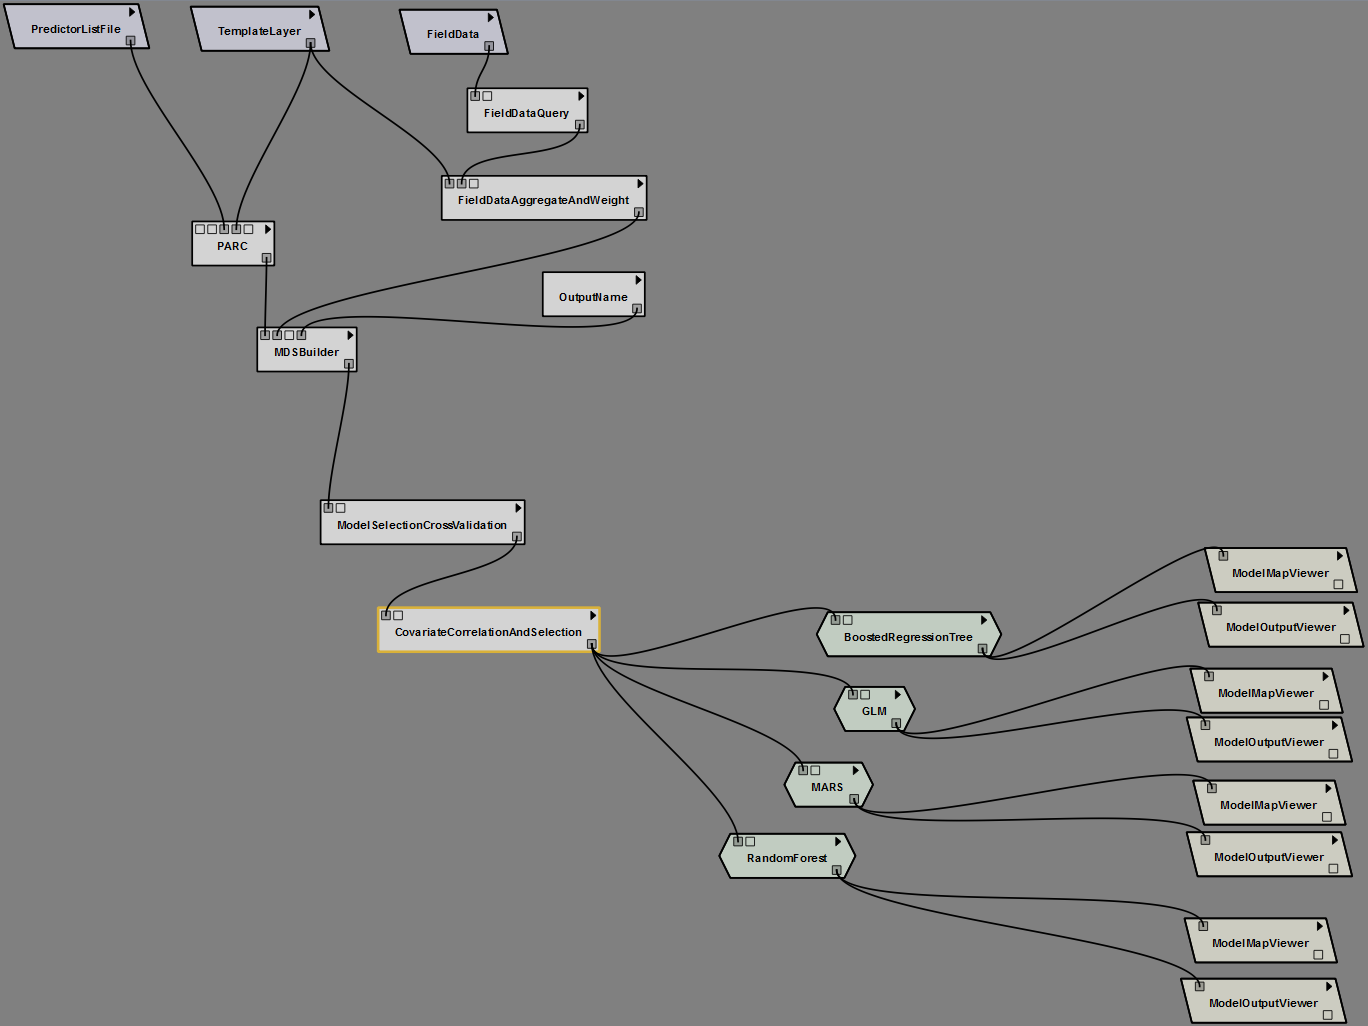 PredictorListFile
TemplateLayer
FieldData
FieldDataQuery
FieldDataAggregateAndWeight
PARC
OutputName
MDSBuilder
ModelSelectionCrossValidation
CovariateCorrelationAndSelection
BoostedRegressionTree
GLM
MARS
RandomForest
ModelMapViewer
ModelOutputViewer
ModelMapViewer
ModelOutputViewer
ModelMapViewer
ModelOutputViewer
ModelMapViewer
ModelOutputViewer